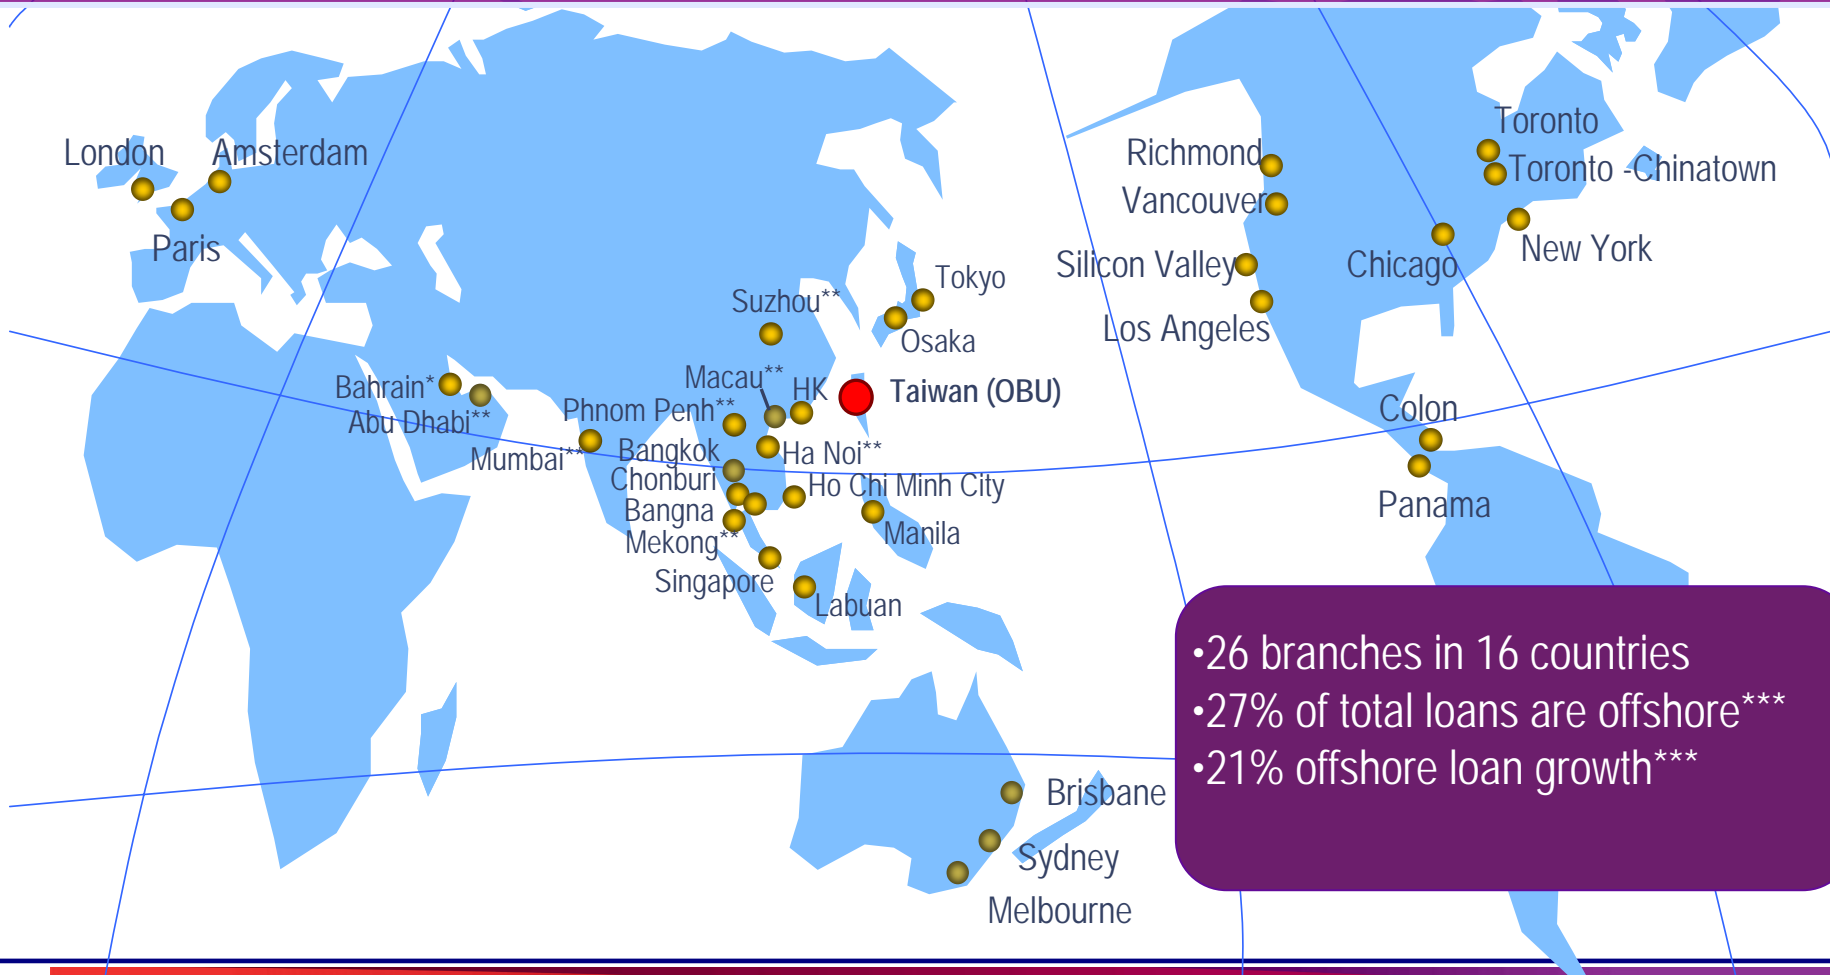 London
Amsterdam
Paris
Richmond
Vancouver
Silicon Valley
Los Angeles
Toronto
Toronto -Chinatown
New York
Chicago
Tokyo
Osaka
Suzhou**
Macau**
HK
Taiwan (OBU)
Bahrain*
Abu Dhabi**
Mumbai**
Phnom Penh**
Bangkok
Chonburi
Bangna
Mekong**
Singapore
Ha Noi**
Ho Chi Minh City
Manila
Labuan
Colon
Panama
Brisbane
Sydney
Melbourne
•26 branches in 16 countries
•27% of total loans are offshore***
•21% offshore loan growth***